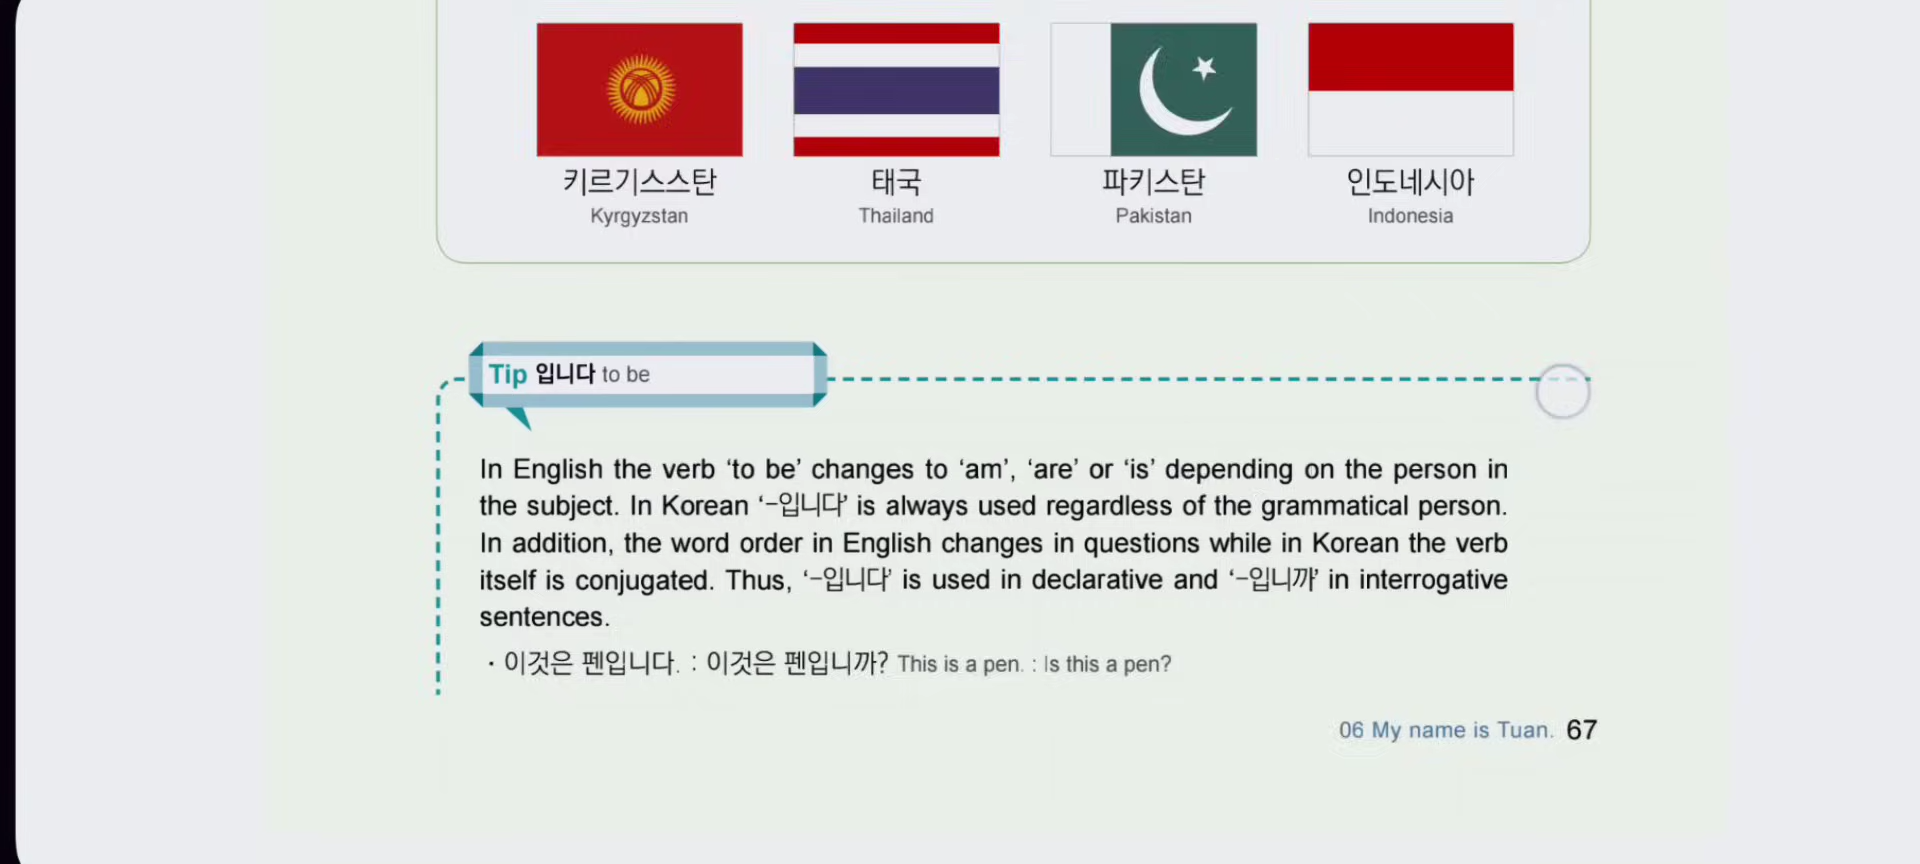 키르기스스탄 태국 파키스탄 인도네시아
Kyrgyzstan Thailand Pakistan Indonesia
Tip 입니다 to be
In English the verb ‘to be’ changes to ‘am’, ‘are’ or ‘is’ depending on the person in
the subject. In Korean ‘-입니다’ is always used regardless of the grammatical person.
In addition, the word order in English changes in questions while in Korean the verb
itself is conjugated. Thus, ‘-입니다’ is used in declarative and ‘-입니까’ in interrogative
sentences.
· 이것은 펜입니다. : 이것은 펜입니까? This is a pen. : Is this a pen?
06 My name is Tuan. 67